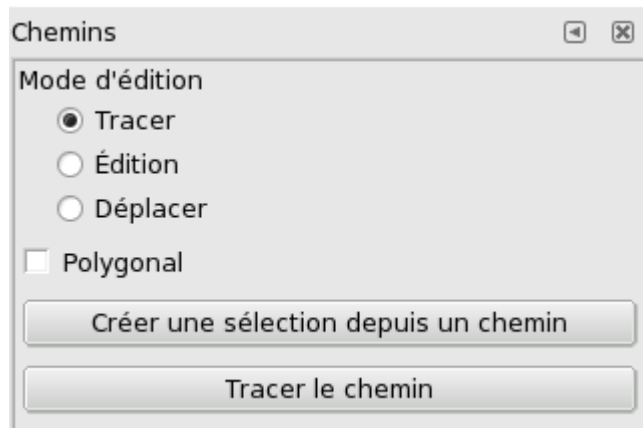 Chemins
Mode d'édition
Tracer
Édition
Déplacer
Polygonal
Créer une sélection depuis un chemin
Tracer le chemin